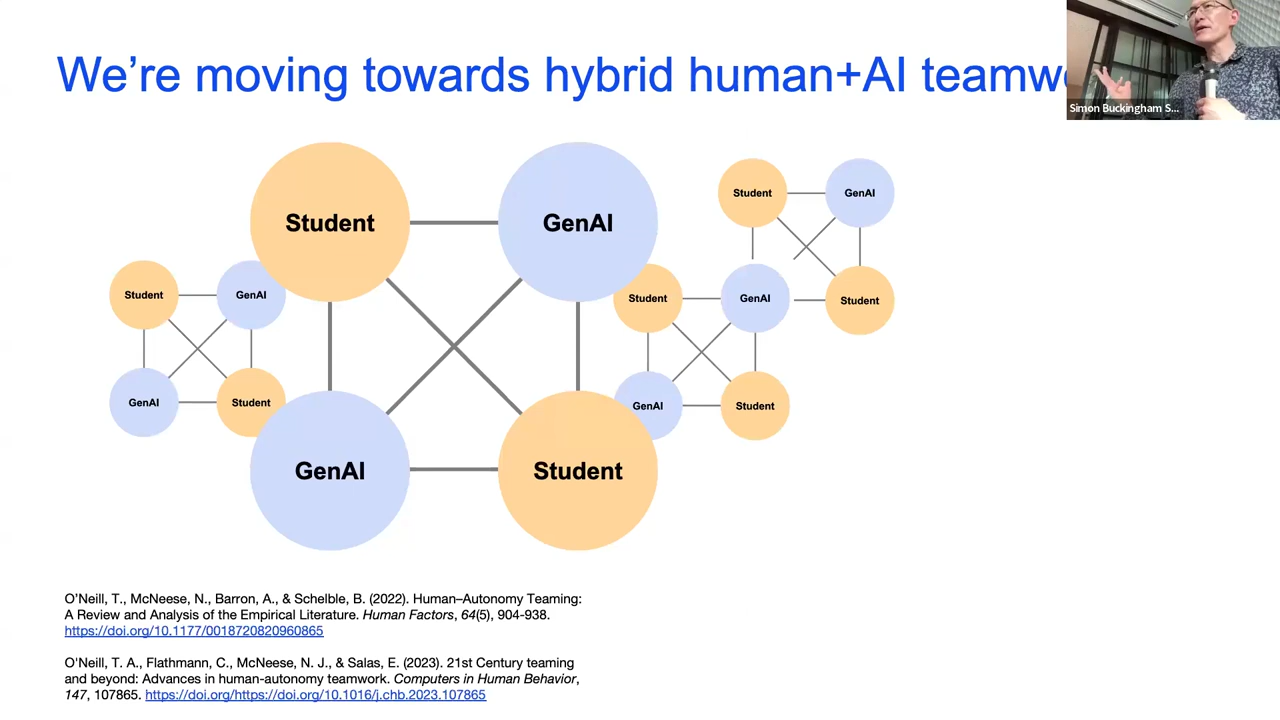 We're moving towards hybrid human+AI
Simon Buckingham S...
Student
GenAI
Student
GenAI
Student
GenAI
Student
GenAI
Student
GenAI
Student
GenAI
Student
GenAI
Student
GenAI
Student
O'Neill, T., McNeese, N., Barron, A., & Schelble, B. (2022). Human–Autonomy Teaming:
A Review and Analysis of the Empirical Literature. Human Factors, 64(5), 904-938.
https://doi.org/10.1177/0018720820960865
O'Neill, T. A., Flathmann, C., McNeese, N. J., & Salas, E. (2023). 21st Century teaming
and beyond: Advances in human-autonomy teamwork. Computers in Human Behavior,
147, 107865. https://doi.org/https://doi.org/10.1016/j.chb.2023.107865